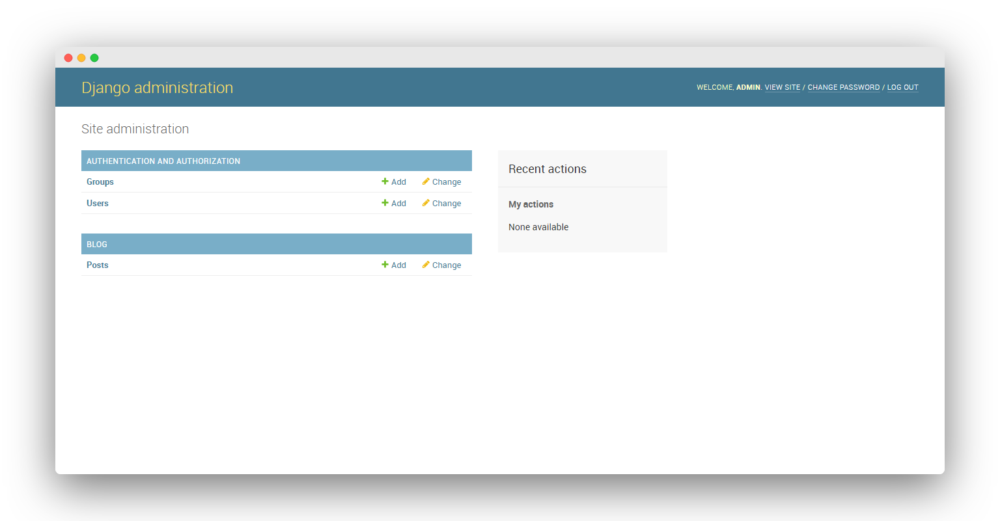 Django administration
WELCOME, ADMIN. VIEW SITE / CHANGE PASSWORD / LOG OUT
Site administration
AUTHENTICATION AND AUTHORIZATION
Groups Add Change
Users Add Change
BLOG
Posts Add Change
Recent actions
My actions
None available